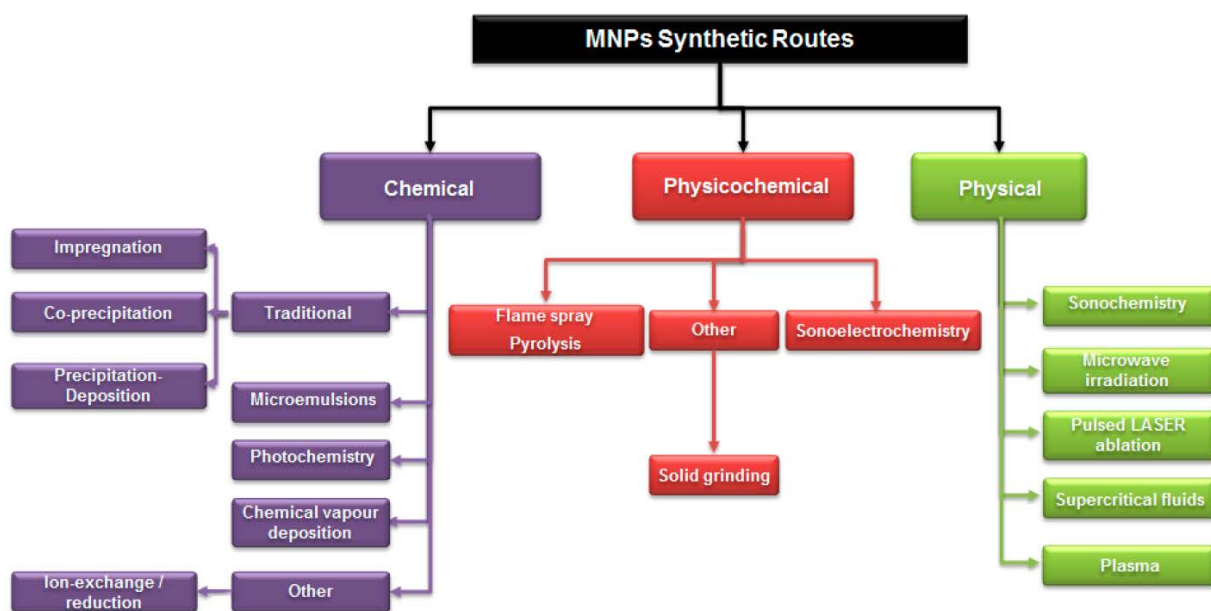 MNPs Synthetic Routes
Chemical
Physicochemical
Physical
Impregnation
Co-precipitation
Precipitation-
Deposition
Traditional
Microemulsions
Photochemistry
Chemical vapour
deposition
Ion-exchange /
reduction
Other
Flame spray
Pyrolysis
Other
Sonoelectrochemistry
Solid grinding
Sonochemistry
Microwave
irradiation
Pulsed LASER
ablation
Supercritical fluids
Plasma